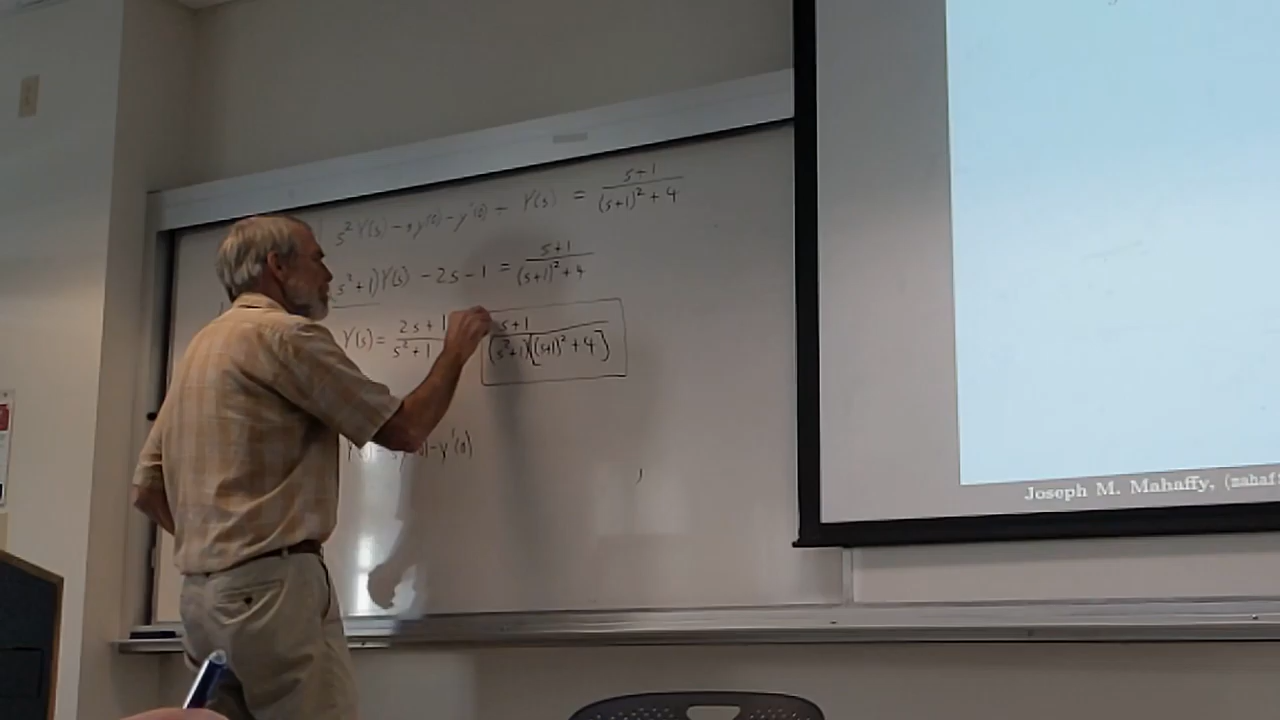 s²Y(s) - sy(0) - y'(0) + Y(s) = (s+1)/((s+1)² + 4)
s² + 1)Y(s) - 2s - 1 = (s+1)/((s+1)² + 4)
Y(s) = (2s + 1)/(s² + 1) (s+1)/((s²+1)[(s+1)² + 4])
- y'(0)
Joseph M. Mahaffy, (mahaf